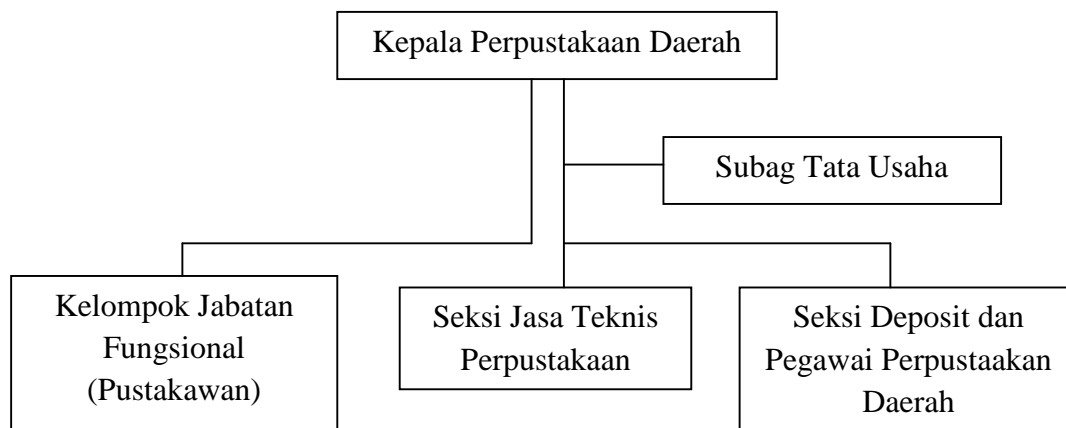 Kepala Perpustakaan Daerah
Subag Tata Usaha
Kelompok Jabatan
Fungsional
(Pustakawan)
Seksi Jasa Teknis
Perpustakaan
Seksi Deposit dan
Pegawai Perpustaakan
Daerah